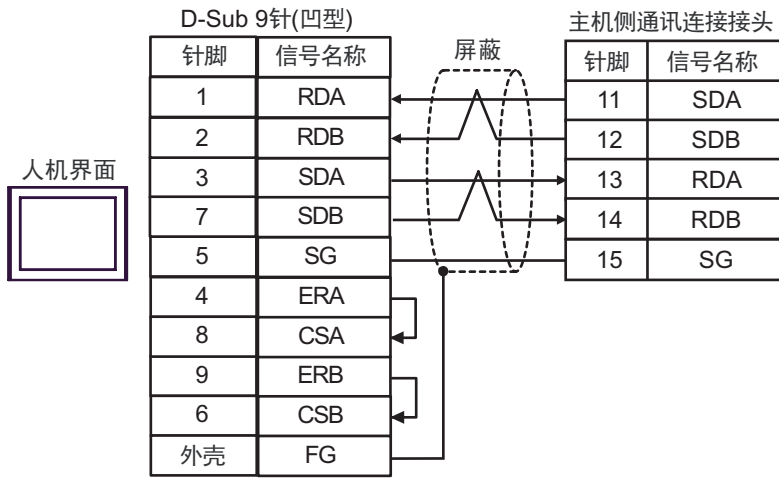 D-Sub 9针(凹型)
针脚 信号名称
1 RDA
2 RDB
3 SDA
7 SDB
5 SG
4 ERA
8 CSA
9 ERB
6 CSB
外壳 FG
人机界面
屏蔽
主机侧通讯连接接头
针脚 信号名称
11 SDA
12 SDB
13 RDA
14 RDB
15 SG